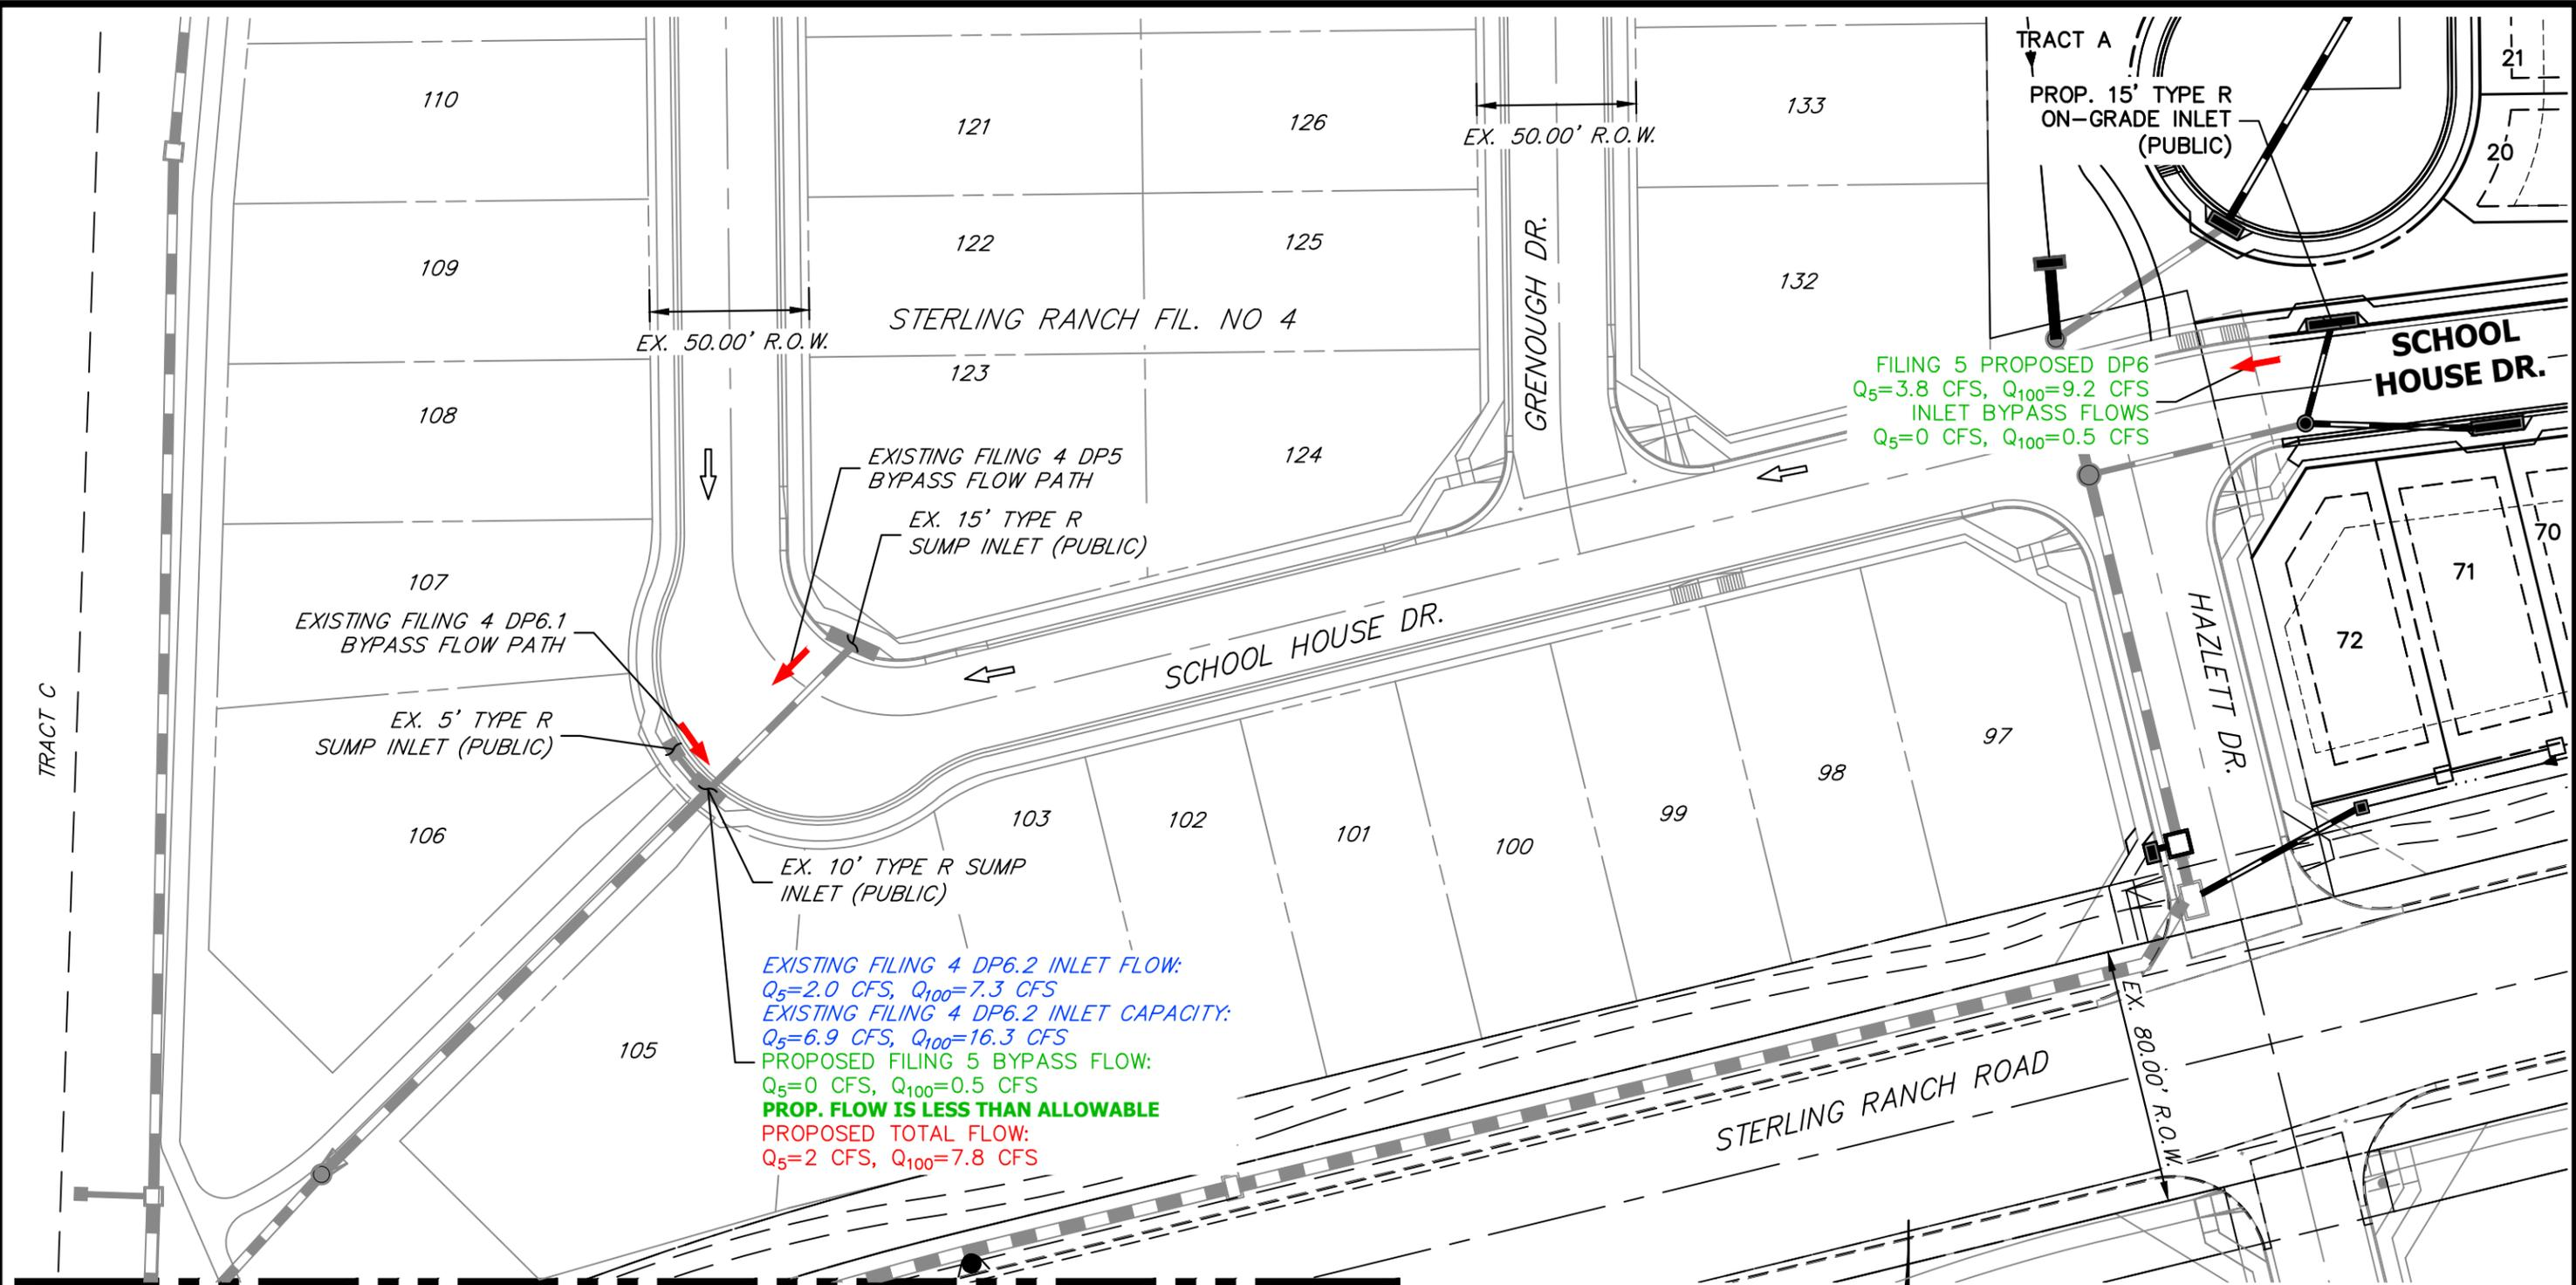 TRACT A
21
PROP. 15' TYPE R
ON-GRADE INLET
(PUBLIC)
20
110
121
126
133
EX. 50.00' R.O.W.
109
122
125
132
GRENOUGH DR.
STERLING RANCH FIL. NO 4
EX. 50.00' R.O.W.
123
108
124
SCHOOL
HOUSE DR.
FILING 5 PROPOSED DP6
Q₅=3.8 CFS, Q₁₀₀=9.2 CFS
INLET BYPASS FLOWS
Q₅=0 CFS, Q₁₀₀=0.5 CFS
EXISTING FILING 4 DP5
BYPASS FLOW PATH
EX. 15' TYPE R
SUMP INLET (PUBLIC)
70
71
72
107
EXISTING FILING 4 DP6.1
BYPASS FLOW PATH
SCHOOL HOUSE DR.
HAZLETT DR.
TRACT C
EX. 5' TYPE R
SUMP INLET (PUBLIC)
97
98
99
100
101
102
103
106
EX. 10' TYPE R SUMP
INLET (PUBLIC)
EXISTING FILING 4 DP6.2 INLET FLOW:
Q₅=2.0 CFS, Q₁₀₀=7.3 CFS
EXISTING FILING 4 DP6.2 INLET CAPACITY:
Q₅=6.9 CFS, Q₁₀₀=16.3 CFS
PROPOSED FILING 5 BYPASS FLOW:
Q₅=0 CFS, Q₁₀₀=0.5 CFS
PROP. FLOW IS LESS THAN ALLOWABLE
PROPOSED TOTAL FLOW:
Q₅=2 CFS, Q₁₀₀=7.8 CFS
105
EX. 80.00' R.O.W.
STERLING RANCH ROAD